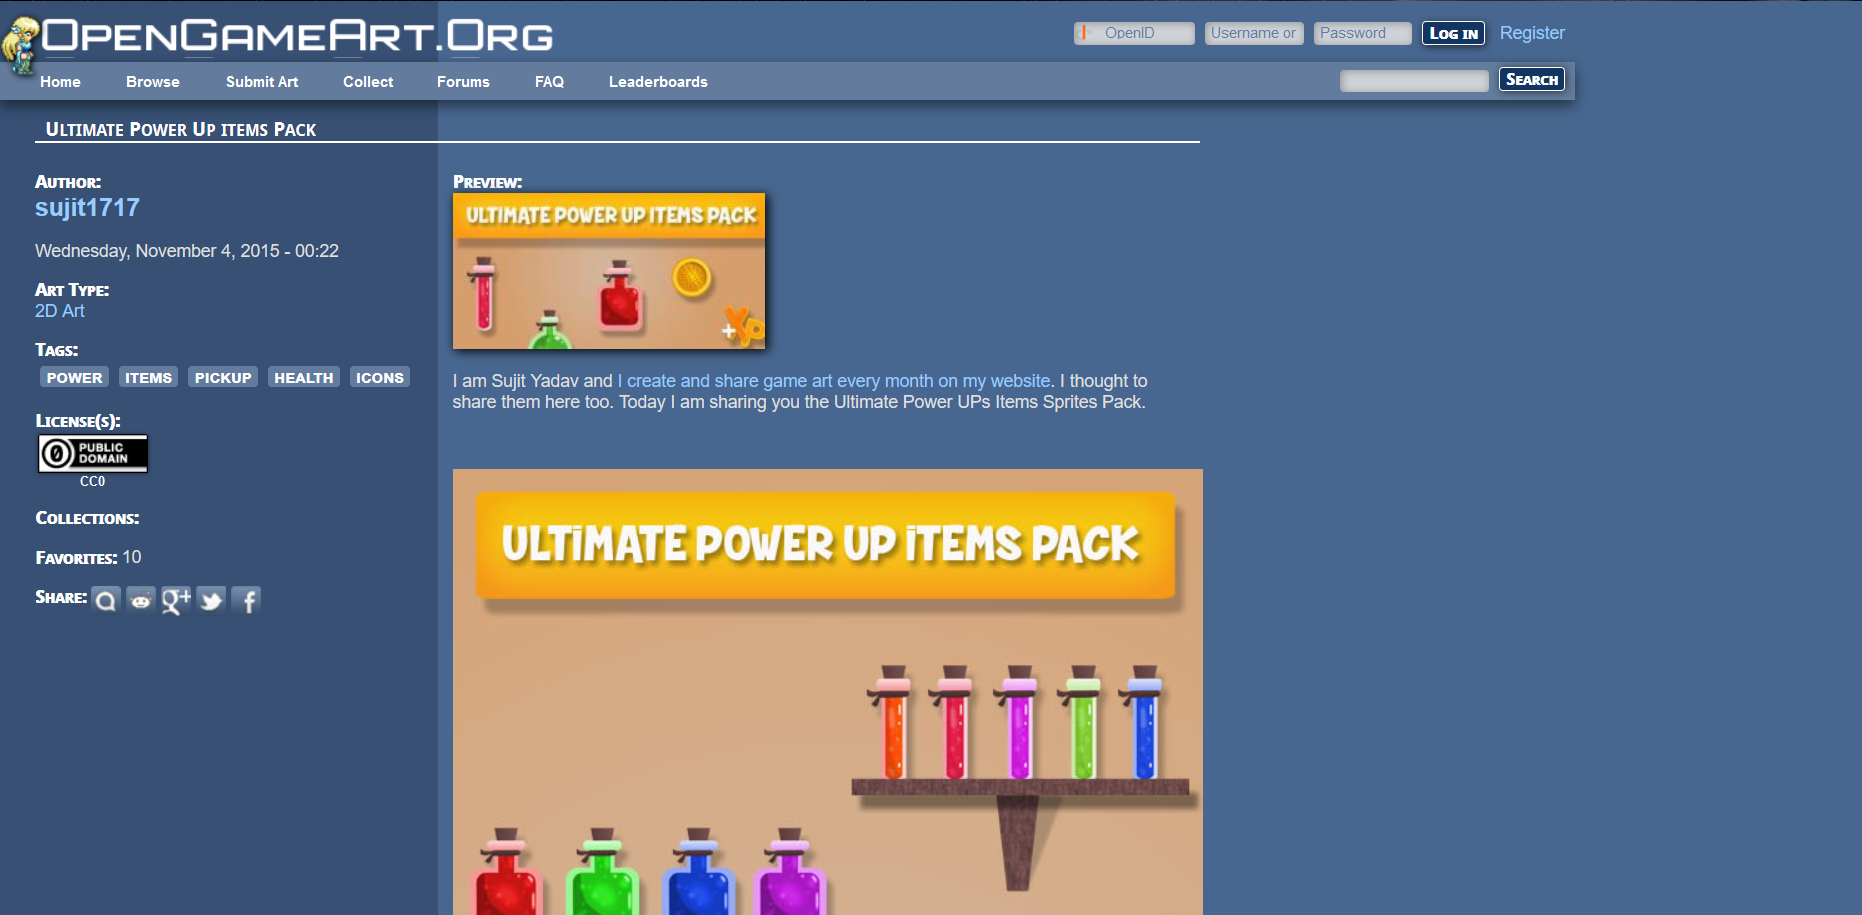 OpenGameArt.Org
OpenID
Username or
Password
Log in
Register
Home
Browse
Submit Art
Collect
Forums
FAQ
Leaderboards
Search
Ultimate Power Up items Pack
Author:
sujit1717
Wednesday, November 4, 2015 - 00:22
Art Type:
2D Art
Tags:
POWER
ITEMS
PICKUP
HEALTH
ICONS
License(s):
PUBLIC
DOMAIN
CC0
Collections:
Favorites: 10
Share:
g+
f
Preview:
ULTIMATE POWER UP ITEMS PACK
+XP
I am Sujit Yadav and I create and share game art every month on my website. I thought to
share them here too. Today I am sharing you the Ultimate Power UPs Items Sprites Pack.
ULTiMATE POWER UP iTEMS PACK